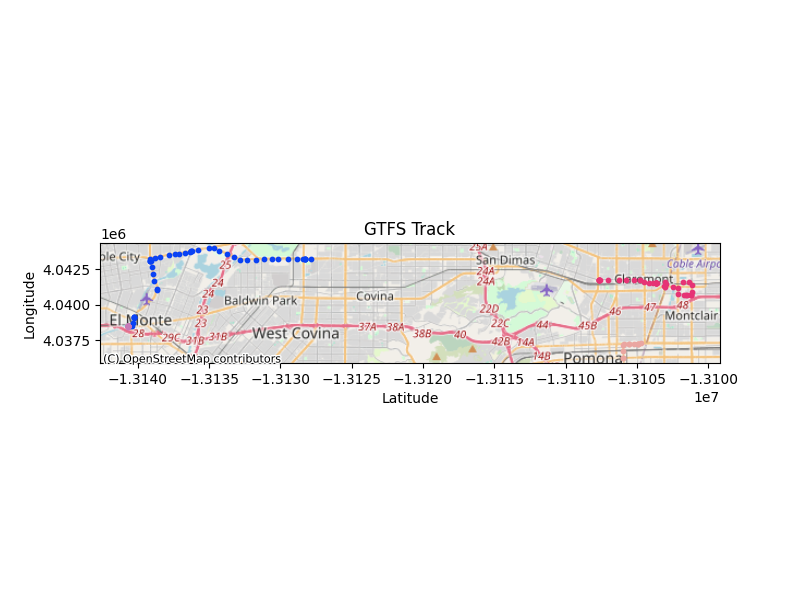 GTFS Track
1e6
4.0425
4.0400
4.0375
Longitude
ble City
25
24
24
23
23
El Monte
28
29C
31B
31B
Baldwin Park
West Covina
Covina
37A
38A
38B
40
42B
25A
San Dimas
24A
24A
22D
22C
14A
14B
44
45B
46
47
48
Claremont
Cable Airpo
Montclair
Pomona
(C) OpenStreetMap contributors
−1.3140
−1.3135
−1.3130
−1.3125
−1.3120
−1.3115
−1.3110
−1.3105
−1.3100
1e7
Latitude